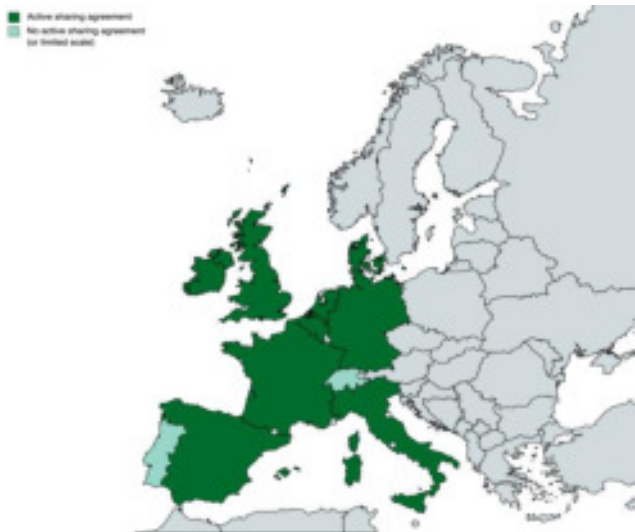 Active sharing agreement
No active sharing agreement
(or limited scale)